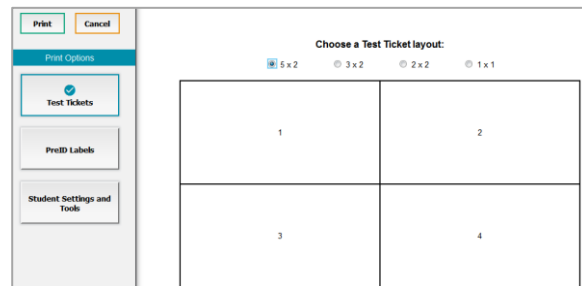 Print
Cancel
Print Options
Test Tickets
PreID Labels
Student Settings and
Tools
Choose a Test Ticket layout:
5 x 2
3 x 2
2 x 2
1 x 1
1
2
3
4